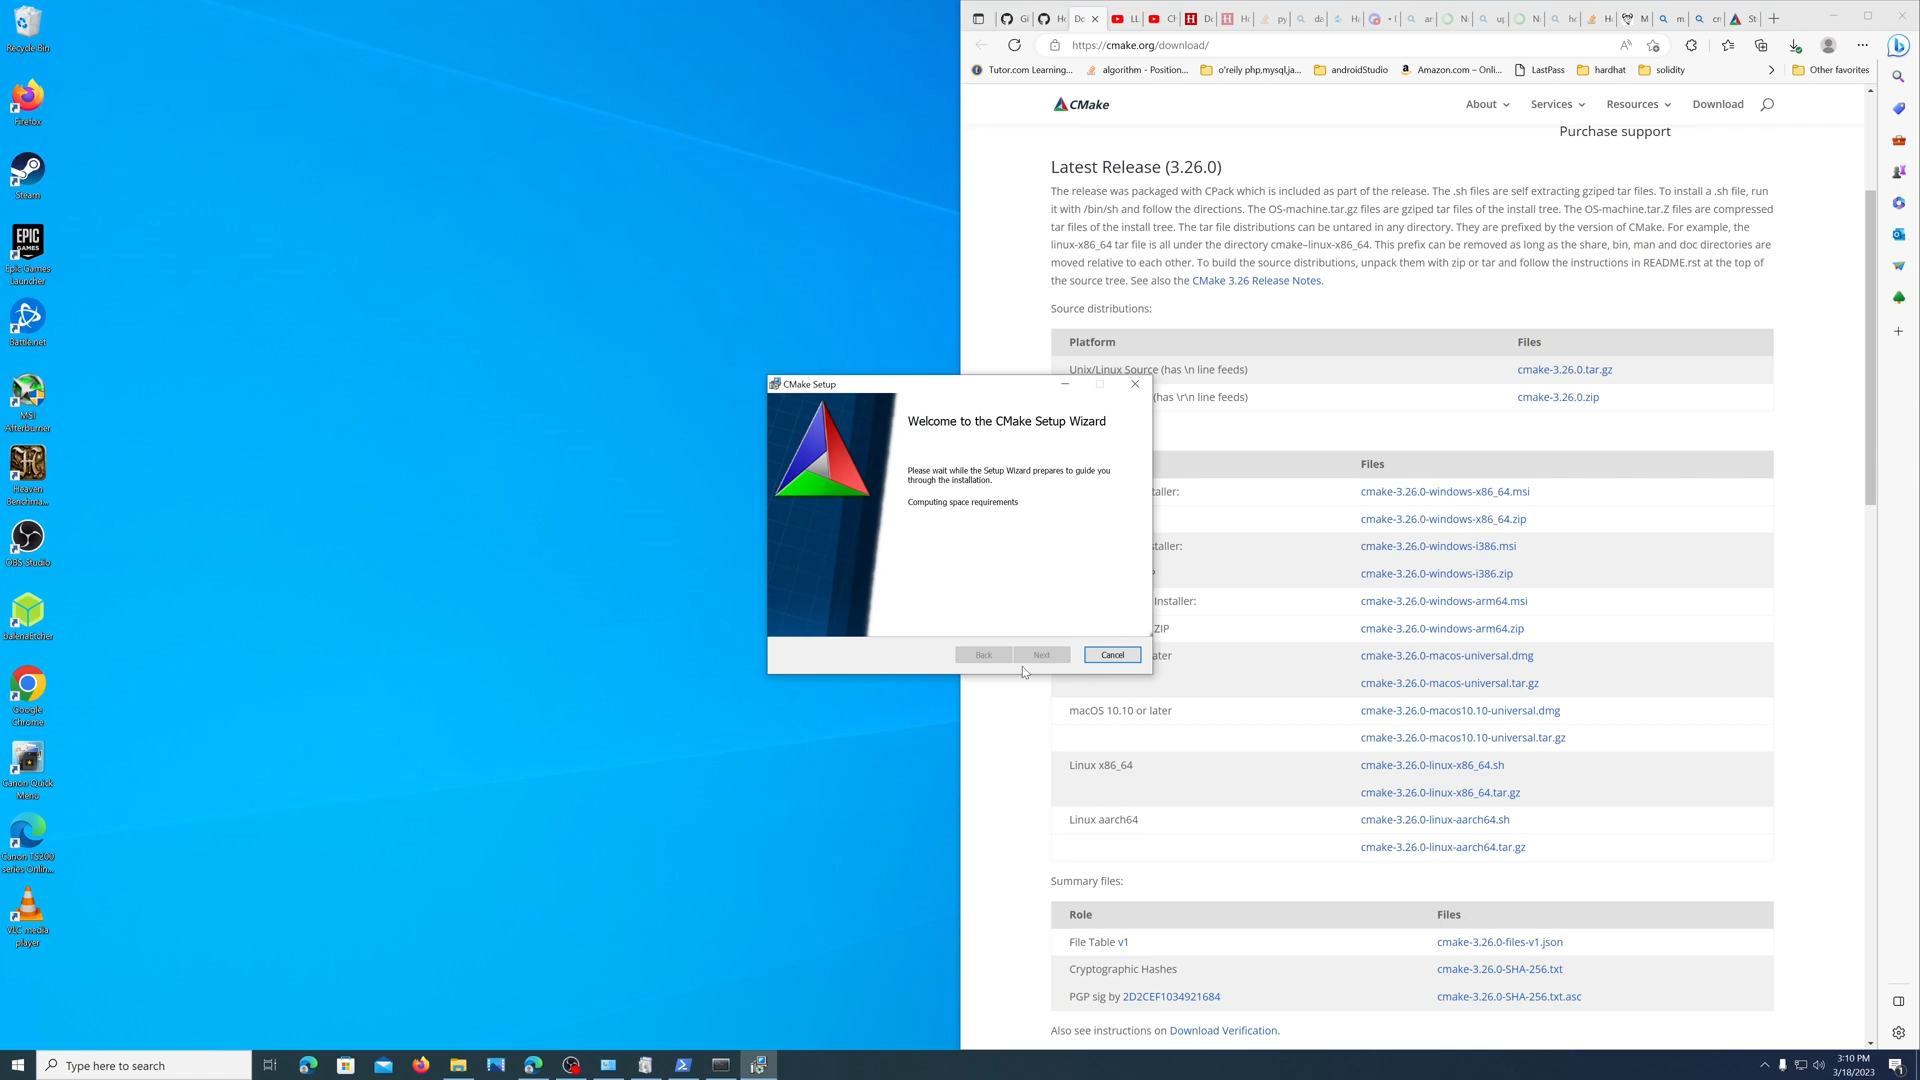 Recycle Bin
Firefox
Steam
EPIC
GAMES
Epic Games
Launcher
Battle.net
MSI
Afterburner
Heaven
Benchma...
OBS Studio
balenaEtcher
Google
Chrome
Canon Quick
Menu
Canon TS200
series Onlin...
VLC media
player
https://cmake.org/download/
Tutor.com Learning...
algorithm - Position...
o'reily php,mysql,ja...
androidStudio
Amazon.com – Onli...
LastPass
hardhat
solidity
Other favorites
CMake
About
Services
Resources
Download
Purchase support
Latest Release (3.26.0)
The release was packaged with CPack which is included as part of the release. The .sh files are self extracting gziped tar files. To install a .sh file, run
it with /bin/sh and follow the directions. The OS-machine.tar.gz files are gziped tar files of the install tree. The OS-machine.tar.Z files are compressed
tar files of the install tree. The tar file distributions can be untared in any directory. They are prefixed by the version of CMake. For example, the
linux-x86_64 tar file is all under the directory cmake–linux-x86_64. This prefix can be removed as long as the share, bin, man and doc directories are
moved relative to each other. To build the source distributions, unpack them with zip or tar and follow the instructions in README.rst at the top of
the source tree. See also the CMake 3.26 Release Notes.
Source distributions:
Platform Files
Unix/Linux Source (has \n line feeds) cmake-3.26.0.tar.gz
(has \r\n line feeds) cmake-3.26.0.zip
Files
taller: cmake-3.26.0-windows-x86_64.msi
cmake-3.26.0-windows-x86_64.zip
staller: cmake-3.26.0-windows-i386.msi
cmake-3.26.0-windows-i386.zip
Installer: cmake-3.26.0-windows-arm64.msi
ZIP cmake-3.26.0-windows-arm64.zip
ater cmake-3.26.0-macos-universal.dmg
cmake-3.26.0-macos-universal.tar.gz
macOS 10.10 or later cmake-3.26.0-macos10.10-universal.dmg
cmake-3.26.0-macos10.10-universal.tar.gz
Linux x86_64 cmake-3.26.0-linux-x86_64.sh
cmake-3.26.0-linux-x86_64.tar.gz
Linux aarch64 cmake-3.26.0-linux-aarch64.sh
cmake-3.26.0-linux-aarch64.tar.gz
Summary files:
Role Files
File Table v1 cmake-3.26.0-files-v1.json
Cryptographic Hashes cmake-3.26.0-SHA-256.txt
PGP sig by 2D2CEF1034921684 cmake-3.26.0-SHA-256.txt.asc
Also see instructions on Download Verification.
CMake Setup
Welcome to the CMake Setup Wizard
Please wait while the Setup Wizard prepares to guide you
through the installation.
Computing space requirements
Back
Next
Cancel
Type here to search
3:10 PM
3/18/2023